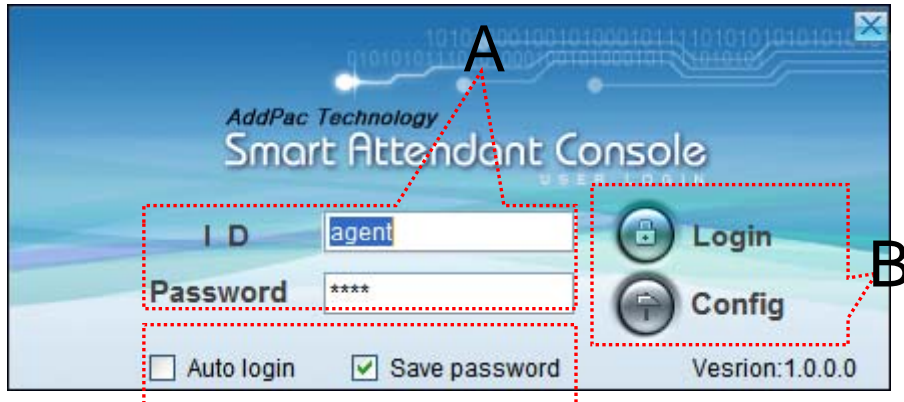 A
AddPac Technology
Smart Attendant Console
USER LOGIN
ID agent Login
B
Password **** Config
Auto login Save password Vesrion:1.0.0.0